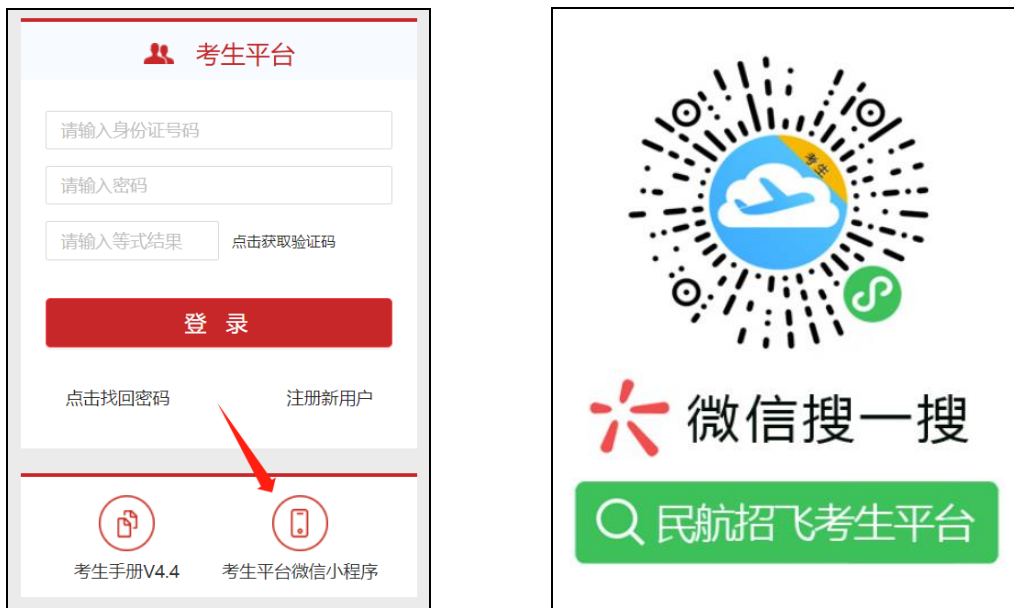 考生平台
请输入身份证号码
请输入密码
请输入等式结果 点击获取验证码
登 录
点击找回密码 注册新用户
考生手册V4.4 考生平台微信小程序
考生
微信搜一搜
民航招飞考生平台